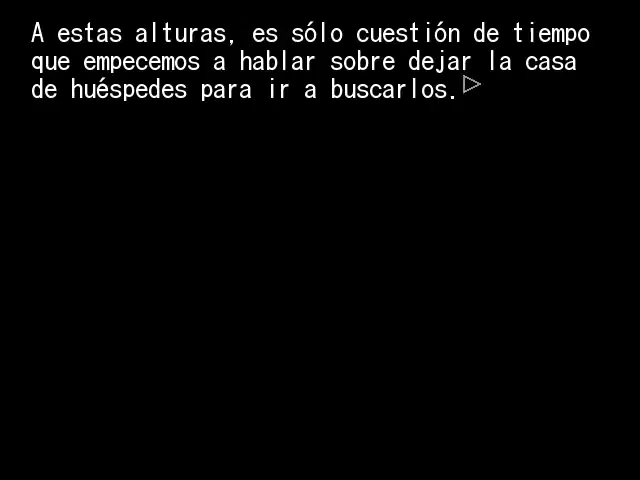 A estas alturas, es sólo cuestión de tiempo
que empecemos a hablar sobre dejar la casa
de huéspedes para ir a buscarlos.